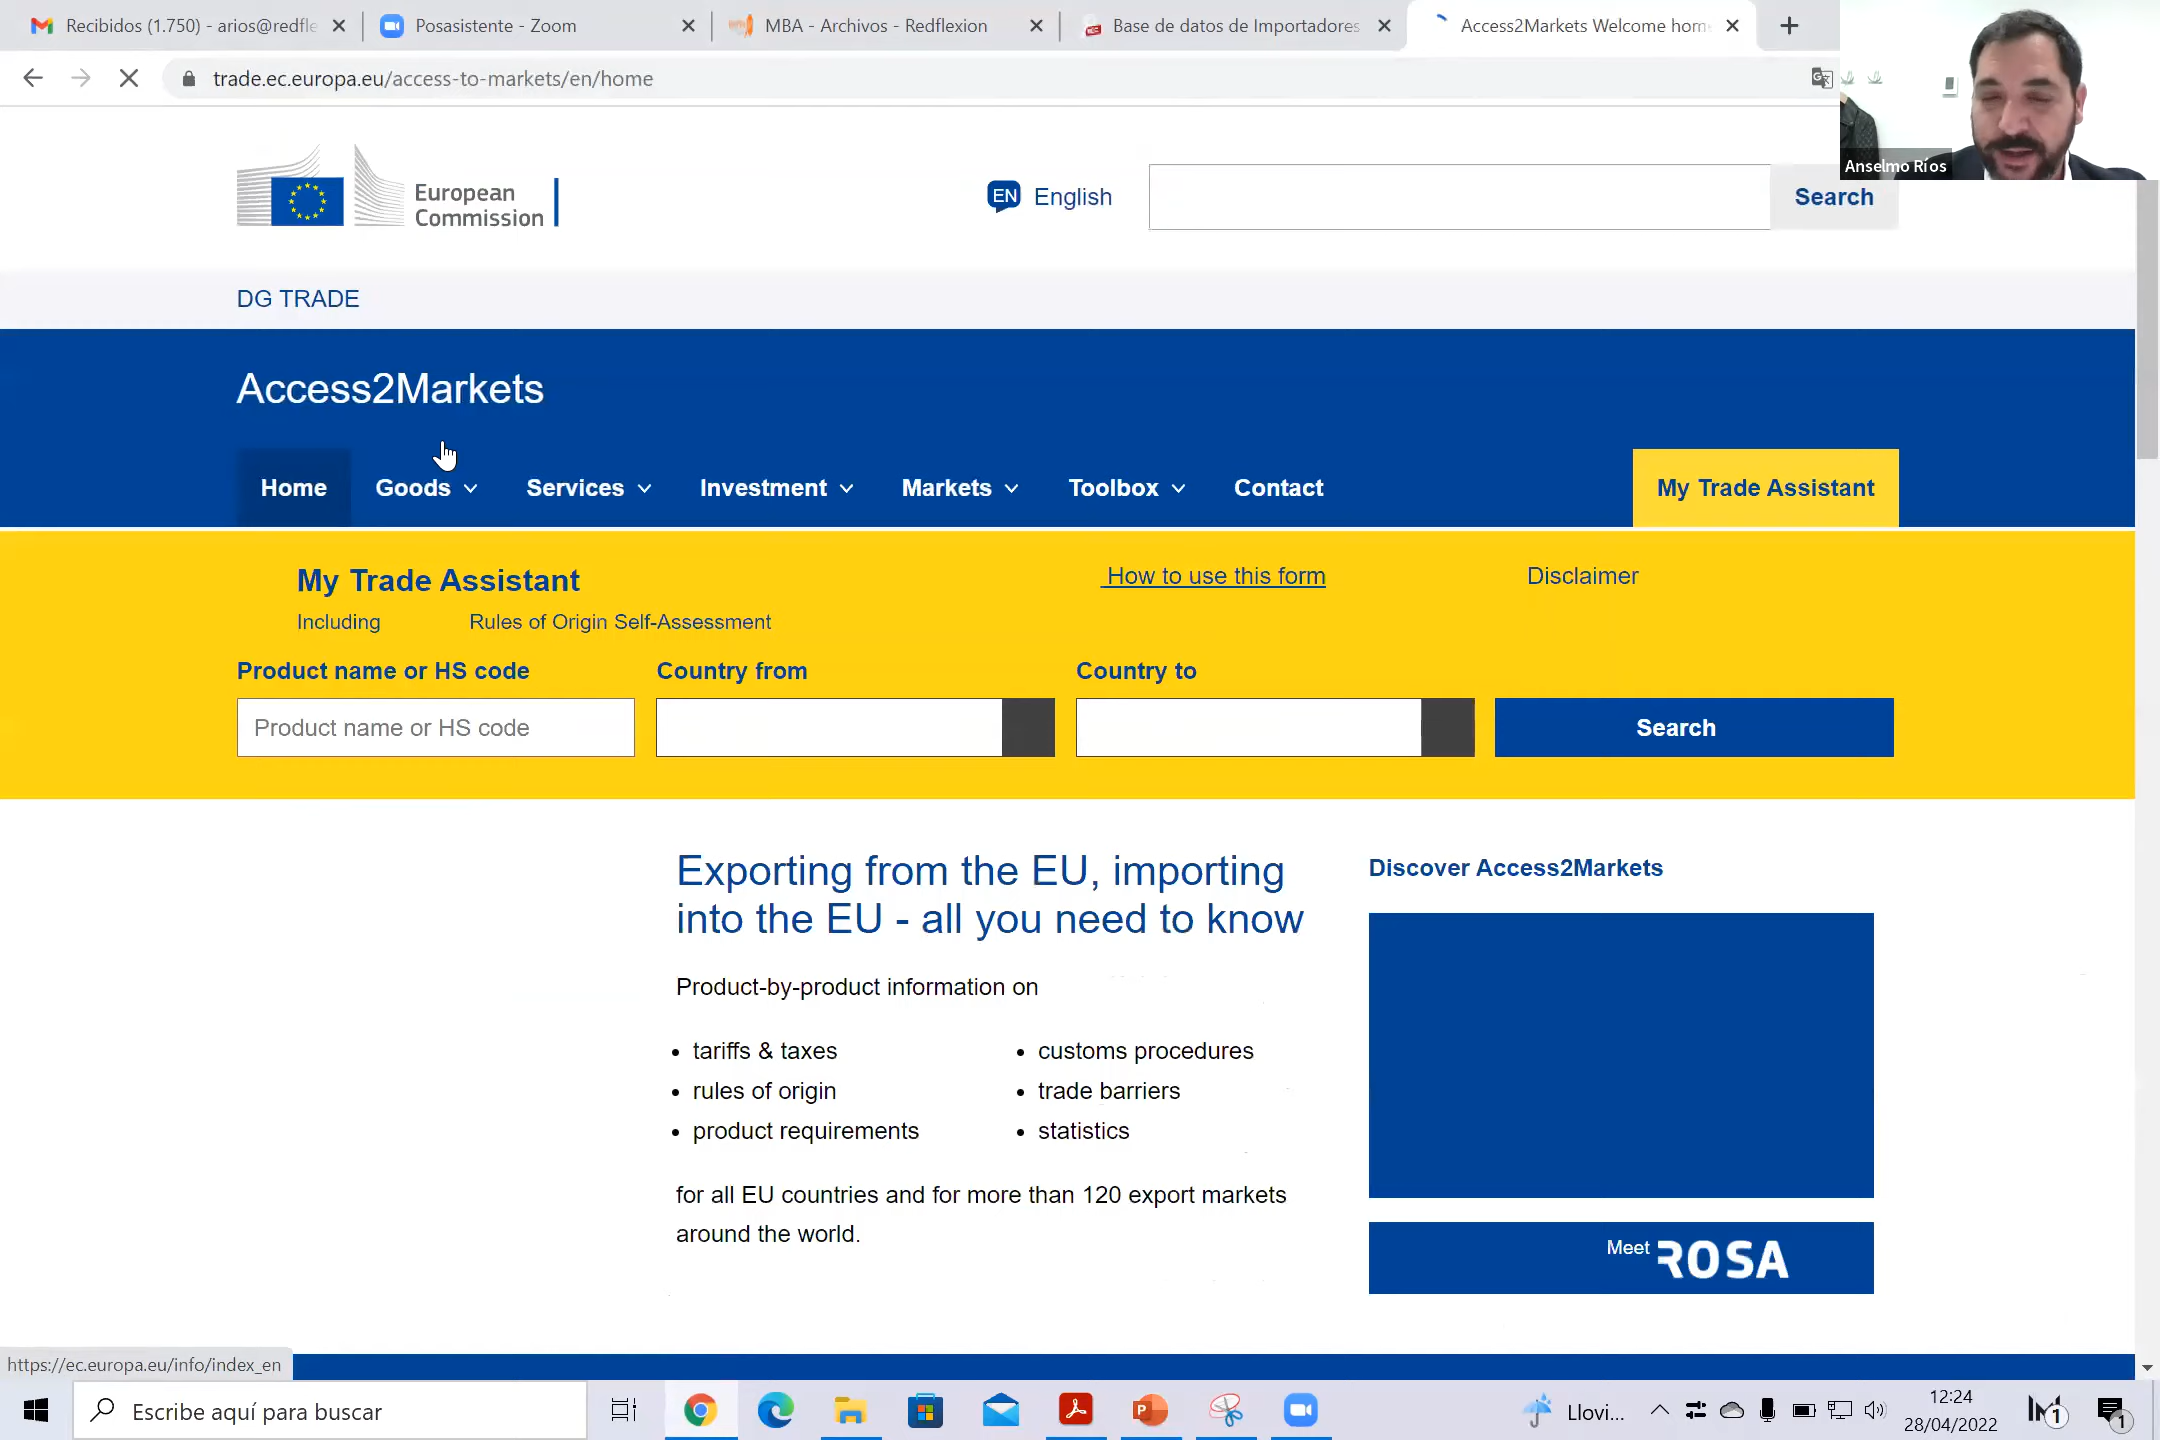 Recibidos (1.750) - arios@redfle
Posasistente - Zoom
MBA - Archivos - Redflexion
Base de datos de Importadores
Access2Markets Welcome hom
trade.ec.europa.eu/access-to-markets/en/home
Anselmo Ríos
European
Commission
EN English
Search
DG TRADE
Access2Markets
Home
Goods
Services
Investment
Markets
Toolbox
Contact
My Trade Assistant
My Trade Assistant
How to use this form
Disclaimer
Including
Rules of Origin Self-Assessment
Product name or HS code
Country from
Country to
Product name or HS code
Search
Exporting from the EU, importing
into the EU - all you need to know
Discover Access2Markets
Product-by-product information on
• tariffs & taxes
• rules of origin
• product requirements
• customs procedures
• trade barriers
• statistics
for all EU countries and for more than 120 export markets
around the world.
Meet ROSA
https://ec.europa.eu/info/index_en
Escribe aquí para buscar
Llovi...
12:24
28/04/2022
1
1